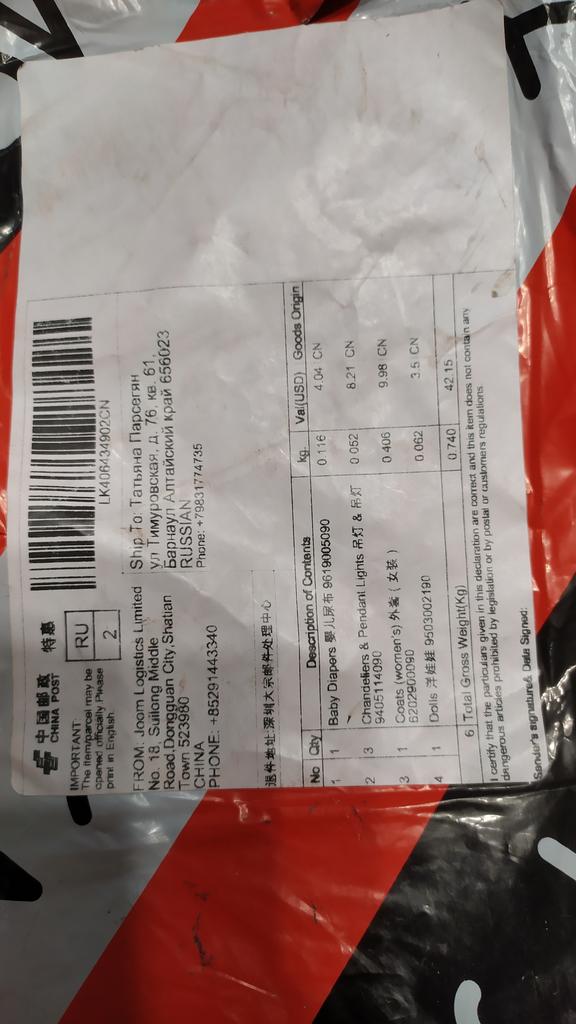 中国邮政 特惠
CHINA POST
RU
2
LK406434902CN
IMPORTANT:
The item/parcel may be
opened officially. Please
print in English
FROM: Joom Logistics Limited
No. 18, Suitong Middle
Road,Dongguan City,Shatian
Town 523980
CHINA
PHONE: +85291443340
Ship To: Татьяна Парсегян
ул Тимуровская, д. 76, кв. 61,
Барнаул Алтайский край 656023
RUSSIAN
Phone: +79831774735
退件地址:深圳大宗邮件处理中心
No Qty Description of Contents kg. Val(USD) Goods Origin
1 1 Baby Diapers 婴儿尿布 9619005090 0.116 4.04 CN
2 3 Chandeliers & Pendant Lights 吊灯 & 吊灯 0.052 8.21 CN
9405114090
3 1 Coats (women's) 外套 ( 女装 ) 0.406 9.98 CN
6202900090
4 1 Dolls 洋娃娃 9503002190 0.062 3.5 CN
6 Total Gross Weight(Kg) 0.740 42.15
I certify that the particulars given in this declaration are correct and this item does not contain any
dangerous articles prohibited by legislation or by postal or customers regulations
Sender's signature& Data Signed: